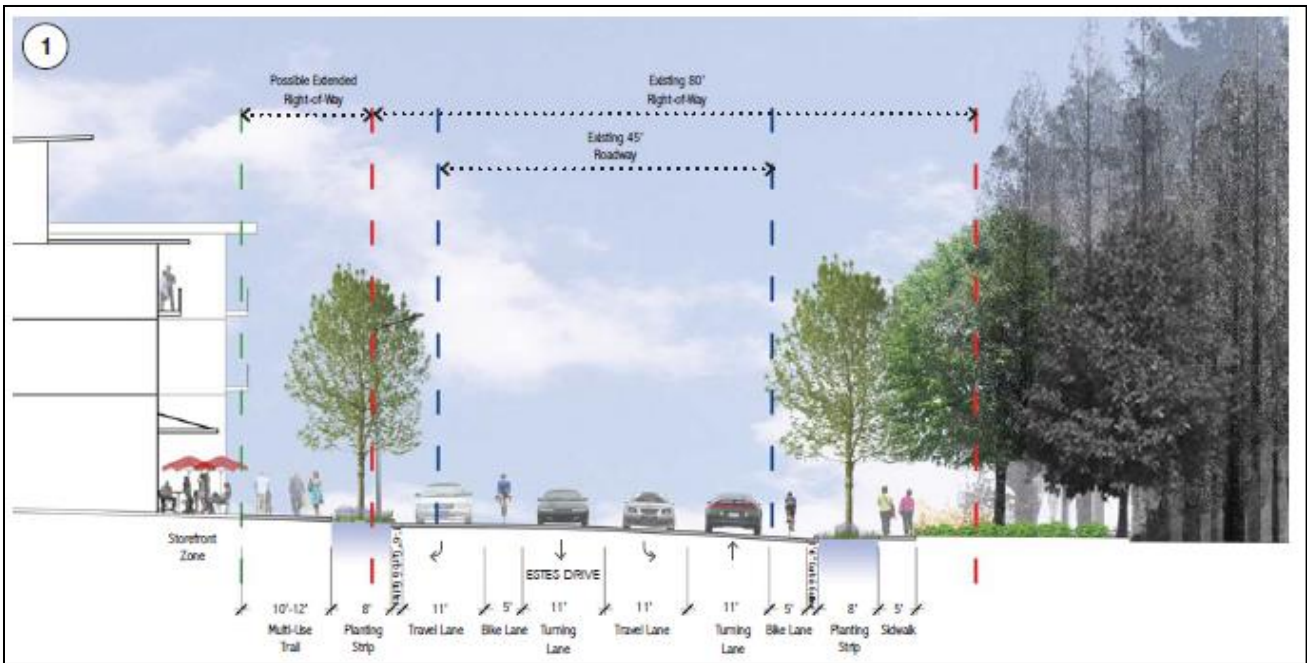 1
Possible Extended
Right-of-Way
Existing 80'
Right-of-Way
Existing 45'
Roadway
Storefront
Zone
ESTES DRIVE
10'-12'
Multi-Use
Trail
8'
Planting
Strip
11'
Travel Lane
5'
Bike Lane
11'
Turning
Lane
11'
Travel Lane
11'
Turning
Lane
5'
Bike Lane
8'
Planting
Strip
5'
Sidwalk